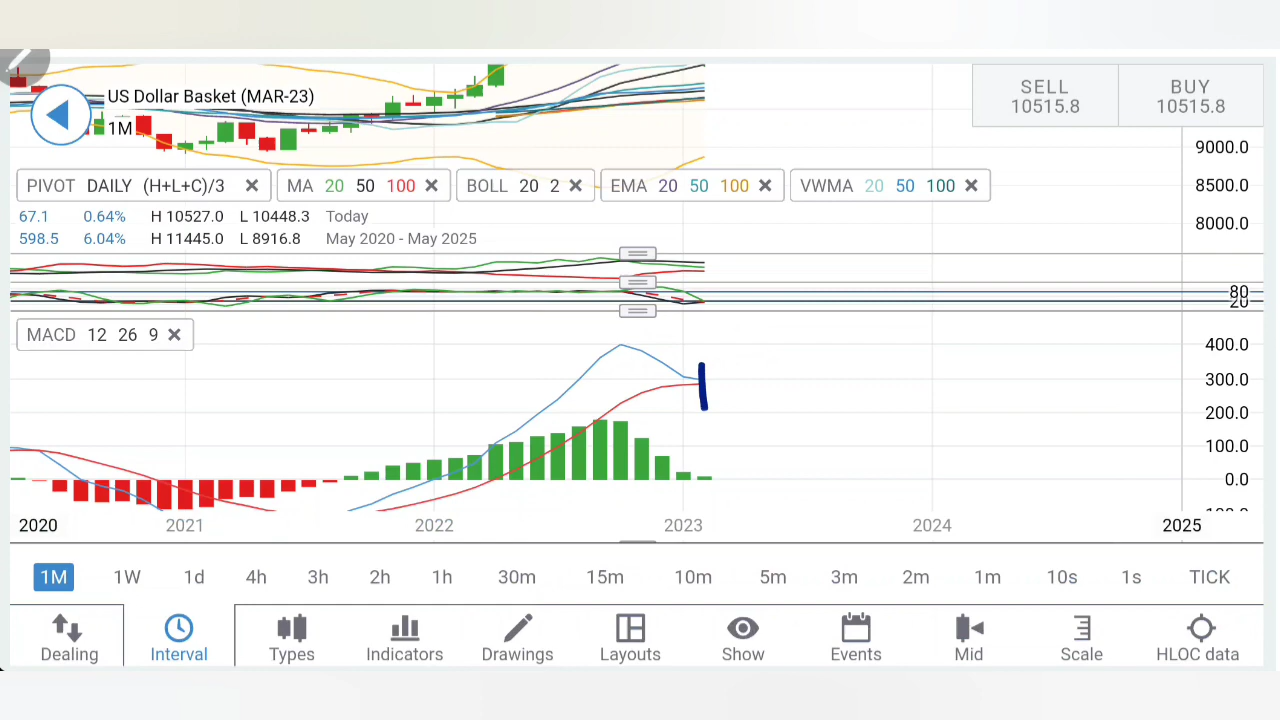 US Dollar Basket (MAR-23)
1M
SELL
10515.8
BUY
10515.8
9000.0
8500.0
8000.0
PIVOT DAILY (H+L+C)/3 ×
MA 20 50 100 ×
BOLL 20 2 ×
EMA 20 50 100 ×
VWMA 20 50 100 ×
67.1 0.64% H 10527.0 L 10448.3 Today
598.5 6.04% H 11445.0 L 8916.8 May 2020 - May 2025
80
20
MACD 12 26 9 ×
400.0
300.0
200.0
100.0
0.0
2020 2021 2022 2023 2024 2025
1M 1W 1d 4h 3h 2h 1h 30m 15m 10m 5m 3m 2m 1m 10s 1s TICK
Dealing Interval Types Indicators Drawings Layouts Show Events Mid Scale HLOC data